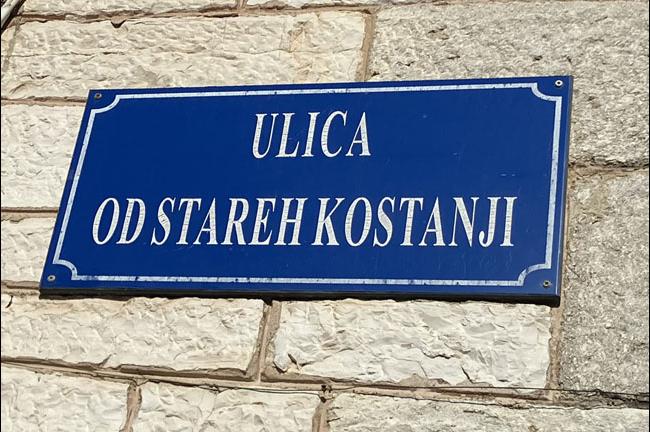 ULICA
OD STAREH KOSTANJI